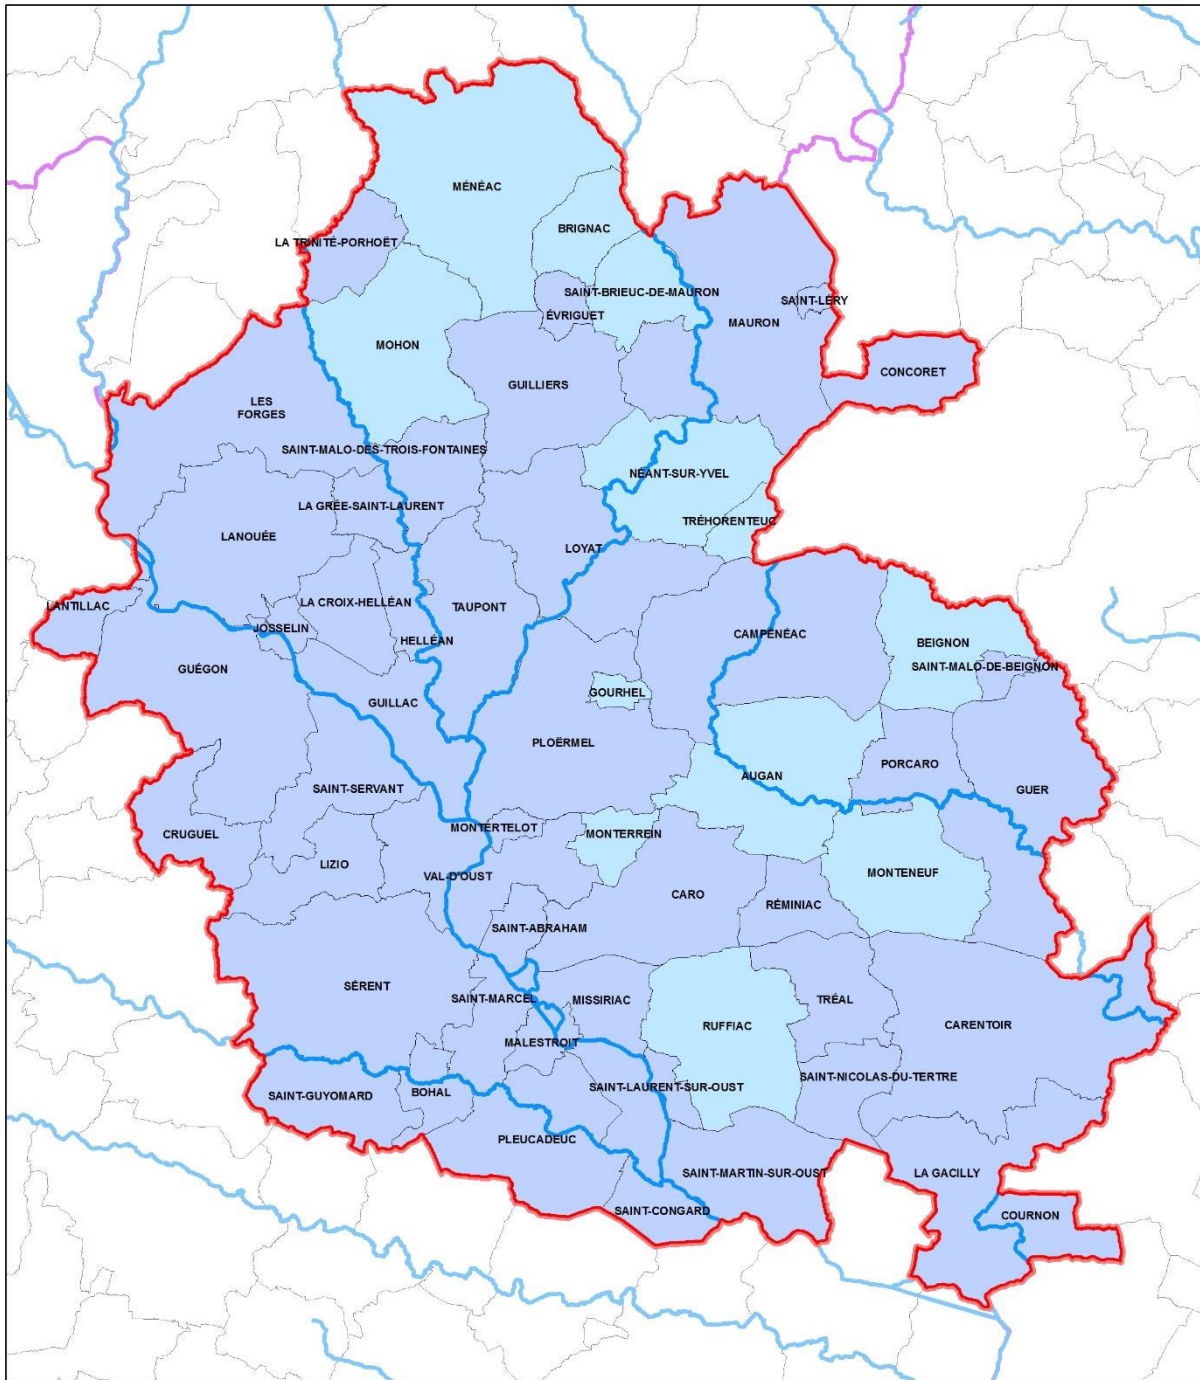 MÉNÉAC
BRIGNAC
LA TRINITÉ-PORHOËT
SAINT-BRIEUC-DE-MAURON
SAINT-LÉRY
ÉVRIGUET
MAURON
MOHON
CONCORET
GUILLIERS
LES
FORGES
SAINT-MALO-DES-TROIS-FONTAINES
NÉANT-SUR-YVEL
LA GRÉE-SAINT-LAURENT
TRÉHORENTEUC
LANOUÉE
LOYAT
LA CROIX-HELLÉAN
LANTILLAC
TAUPONT
JOSSELIN
CAMPÉNÉAC
HELLÉAN
BEIGNON
GUÉGON
SAINT-MALO-DE-BEIGNON
GOURHEL
GUILLAC
PLOËRMEL
PORCARO
AUGAN
SAINT-SERVANT
GUER
MONTERTELOT
CRUGUEL
MONTERREIN
LIZIO
MONTENEUF
VAL-D'OUST
CARO
RÉMINIAC
SAINT-ABRAHAM
SÉRENT
SAINT-MARCEL
MISSIRIAC
TRÉAL
RUFFIAC
CARENTOIR
MALESTROIT
SAINT-NICOLAS-DU-TERTRE
SAINT-LAURENT-SUR-OUST
SAINT-GUYOMARD
BOHAL
PLEUCADEUC
SAINT-MARTIN-SUR-OUST
LA GACILLY
SAINT-CONGARD
COURNON